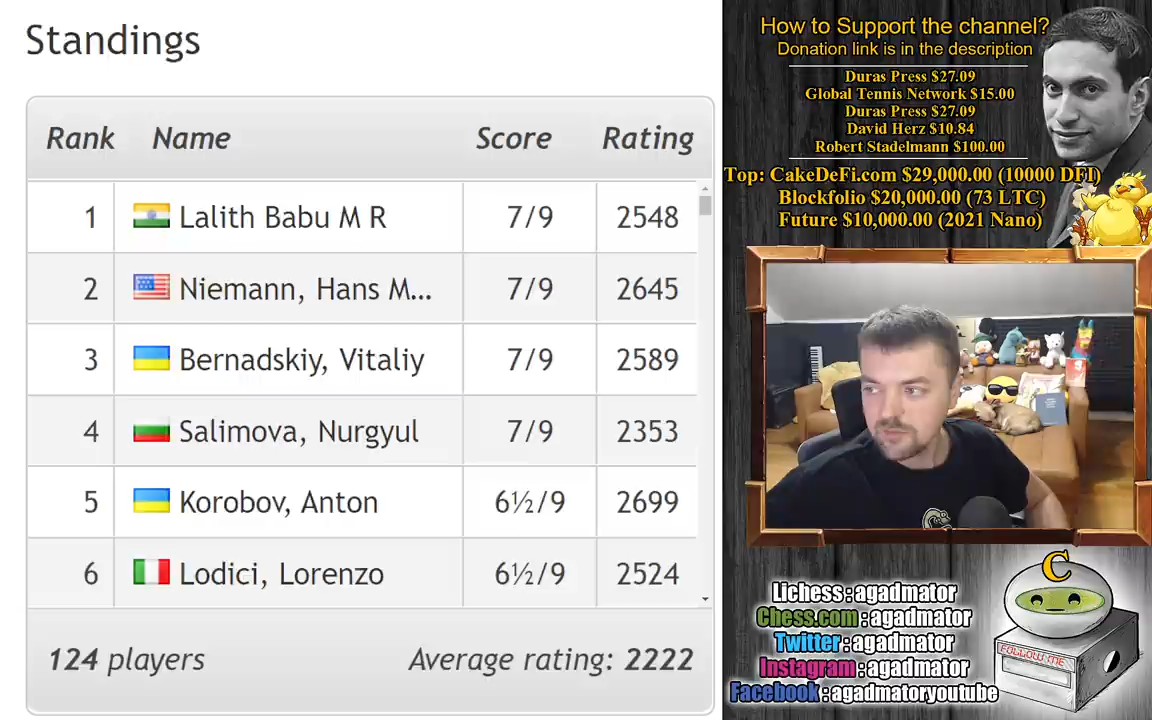 Standings
Rank Name Score Rating
1 Lalith Babu M R 7/9 2548
2 Niemann, Hans M... 7/9 2645
3 Bernadskiy, Vitaliy 7/9 2589
4 Salimova, Nurgyul 7/9 2353
5 Korobov, Anton 6½/9 2699
6 Lodici, Lorenzo 6½/9 2524
124 players Average rating: 2222
How to Support the channel?
Donation link is in the description
Duras Press $27.09
Global Tennis Network $15.00
Duras Press $27.09
David Herz $10.84
Robert Stadelmann $100.00
Top: CakeDeFi.com $29,000.00 (10000 DFI)
Blockfolio $20,000.00 (73 LTC)
Future $10,000.00 (2021 Nano)
C
Lichess:agadmator
Chess.com:agadmator
Twitter:agadmator
Instagram:agadmator
Facebook:agadmatoryoutube
FOLLOW ME